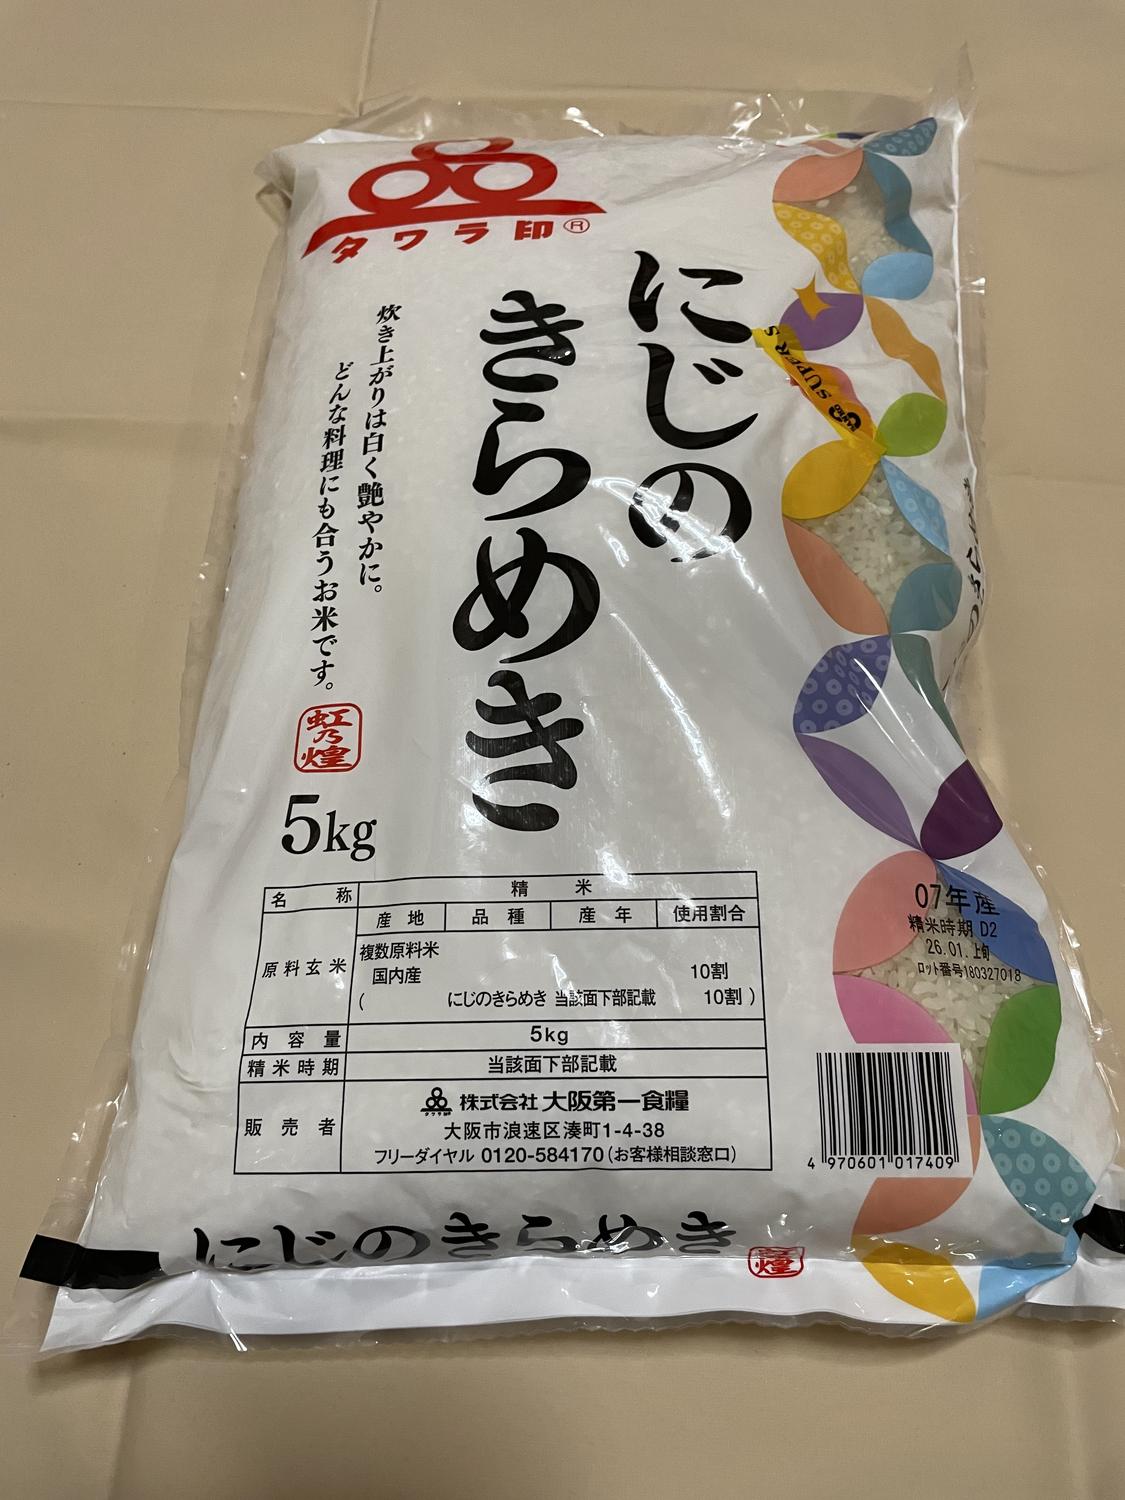 タワラ印®
にじの
きらめき
炊き上がりは白く艶やかに。
どんな料理にも合うお米です。
虹乃煌
5kg
SUPER S
名称 精米
原料玄米 産地 品種 産年 使用割合
複数原料米
国内産 10割
( にじのきらめき 当該面下部記載 10割 )
内容量 5kg
精米時期 当該面下部記載
販売者 タワラ印 株式会社 大阪第一食糧
大阪市浪速区湊町1-4-38
フリーダイヤル 0120-584170(お客様相談窓口)
07年産
精米時期 D2
26.01.上旬
ロット番号180327018
4 970601 017409
にじのきらめき